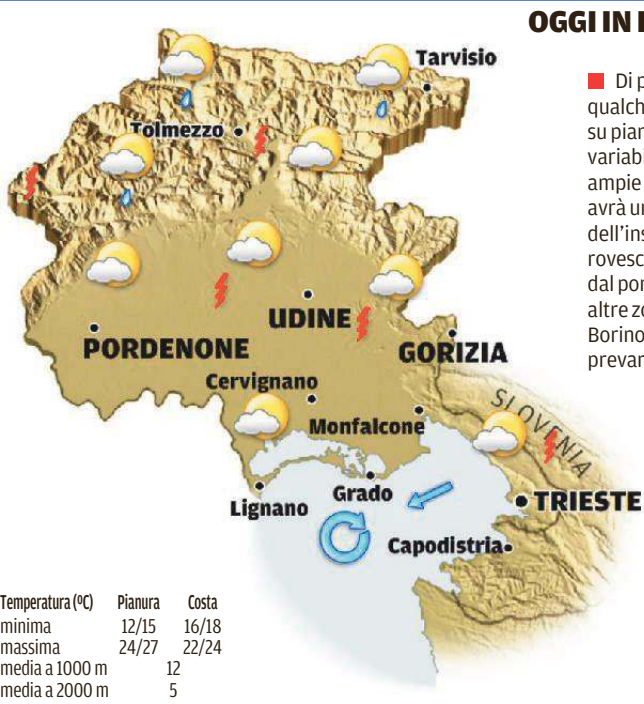 OGGI IN
Di
qualch
su pian
variabi
ampie
avrà un
dell'ins
rovesc
dal por
altre zo
Borino
prevar
Tarvisio
Tolmezzo
UDINE
PORDENONE
GORIZIA
Cervignano
SLOVENIA
Monfalcone
Grado
Lignano
TRIESTE
Capodistria
Temperatura (ºC) Pianura Costa
minima 12/15 16/18
massima 24/27 22/24
media a 1000 m 12
media a 2000 m 5